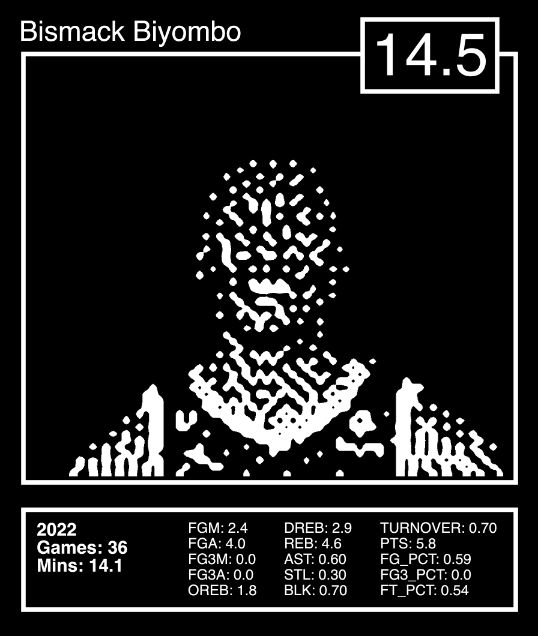 Bismack Biyombo
14.5
2022
Games: 36
Mins: 14.1
FGM: 2.4
FGA: 4.0
FG3M: 0.0
FG3A: 0.0
OREB: 1.8
DREB: 2.9
REB: 4.6
AST: 0.60
STL: 0.30
BLK: 0.70
TURNOVER: 0.70
PTS: 5.8
FG_PCT: 0.59
FG3_PCT: 0.0
FT_PCT: 0.54